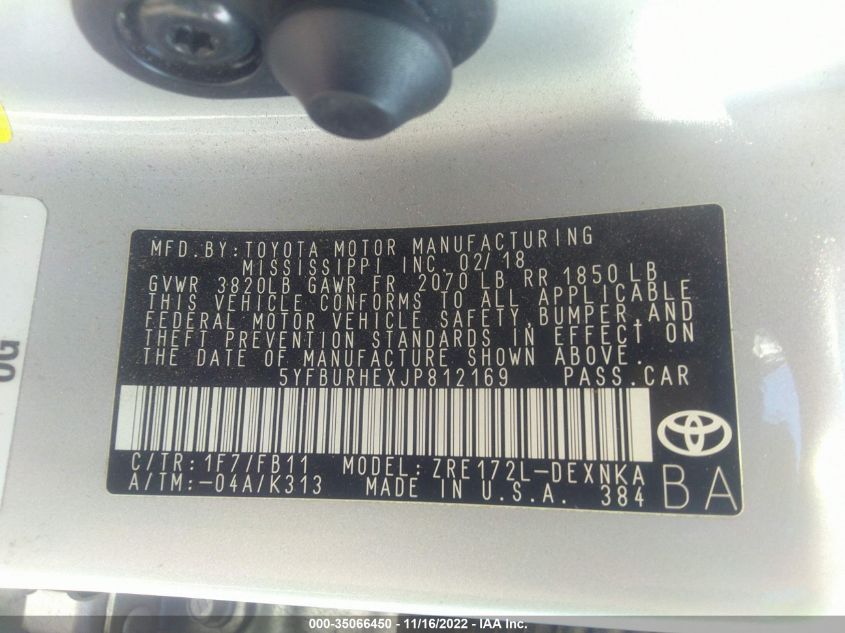 MFD.BY:TOYOTA MOTOR MANUFACTURING
MISSISSIPPI INC. 02/18
GVWR 3820LB GAWR FR 2070 LB RR 1850 LB
THIS VEHICLE CONFORMS TO ALL APPLICABLE
FEDERAL MOTOR VEHICLE SAFETY,BUMPER,AND
THEFT PREVENTION STANDARDS IN EFFECT ON
THE DATE OF MANUFACTURE SHOWN ABOVE.
5YFBURHEXJP812169 PASS.CAR
C/TR:1F7/FB11 MODEL:ZRE172L-DEXNKA
A/TM:-04A/K313 MADE IN U.S.A. 384
BA
000-35066450 - 11/16/2022 - IAA Inc.